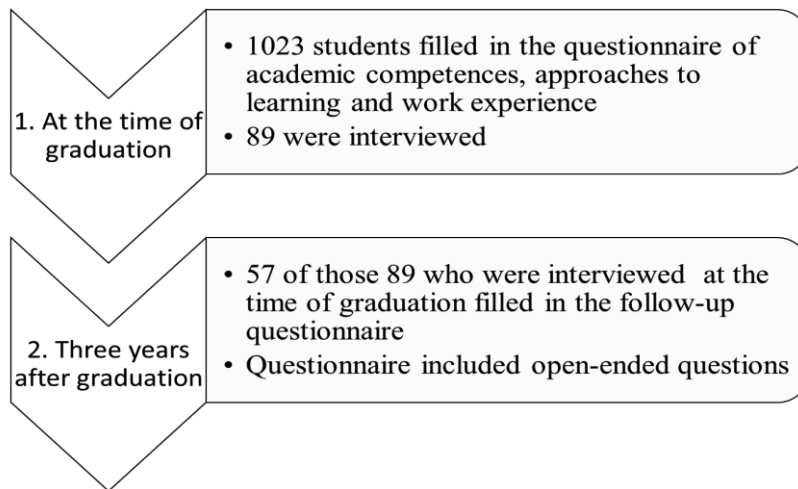 1. At the time of
graduation
• 1023 students filled in the questionnaire of
academic competences, approaches to
learning and work experience
• 89 were interviewed
2. Three years
after graduation
• 57 of those 89 who were interviewed at the
time of graduation filled in the follow-up
questionnaire
• Questionnaire included open-ended questions